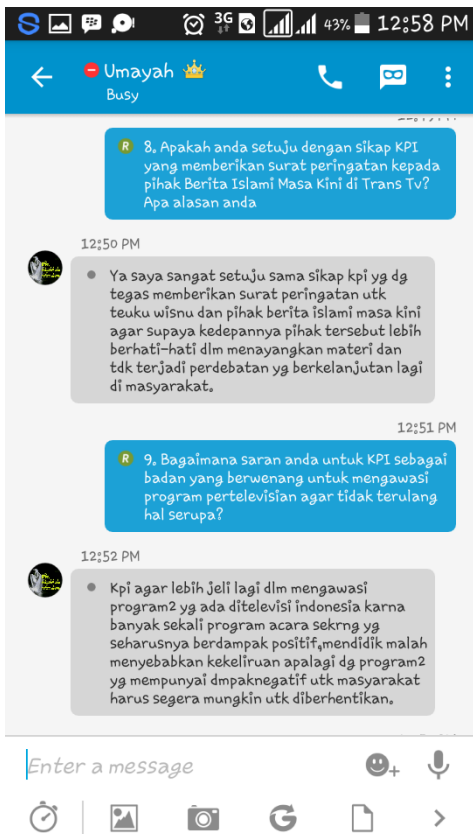 3G 43% 12:58 PM
Umayah
Busy
R 8. Apakah anda setuju dengan sikap KPI
yang memberikan surat peringatan kepada
pihak Berita Islami Masa Kini di Trans Tv?
Apa alasan anda
12:50 PM
Ya saya sangat setuju sama sikap kpi yg dg
tegas memberikan surat peringatan utk
teuku wisnu dan pihak berita islami masa kini
agar supaya kedepannya pihak tersebut lebih
berhati-hati dlm menayangkan materi dan
tdk terjadi perdebatan yg berkelanjutan lagi
di masyarakat.
12:51 PM
R 9. Bagaimana saran anda untuk KPI sebagai
badan yang berwenang untuk mengawasi
program pertelevisian agar tidak terulang
hal serupa?
12:52 PM
Kpi agar lebih jeli lagi dlm mengawasi
program2 yg ada ditelevisi indonesia karna
banyak sekali program acara sekrng yg
seharusnya berdampak positif,mendidik malah
menyebabkan kekeliruan apalagi dg program2
yg mempunyai dmpaknegatif utk masyarakat
harus segera mungkin utk diberhentikan.
Enter a message